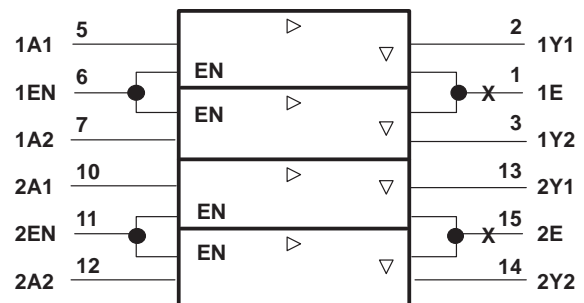 1A1 5 2 1Y1
EN
1EN 6 1 X 1E
EN
1A2 7 3 1Y2
2A1 10 13 2Y1
EN
2EN 11 15 X 2E
EN
2A2 12 14 2Y2